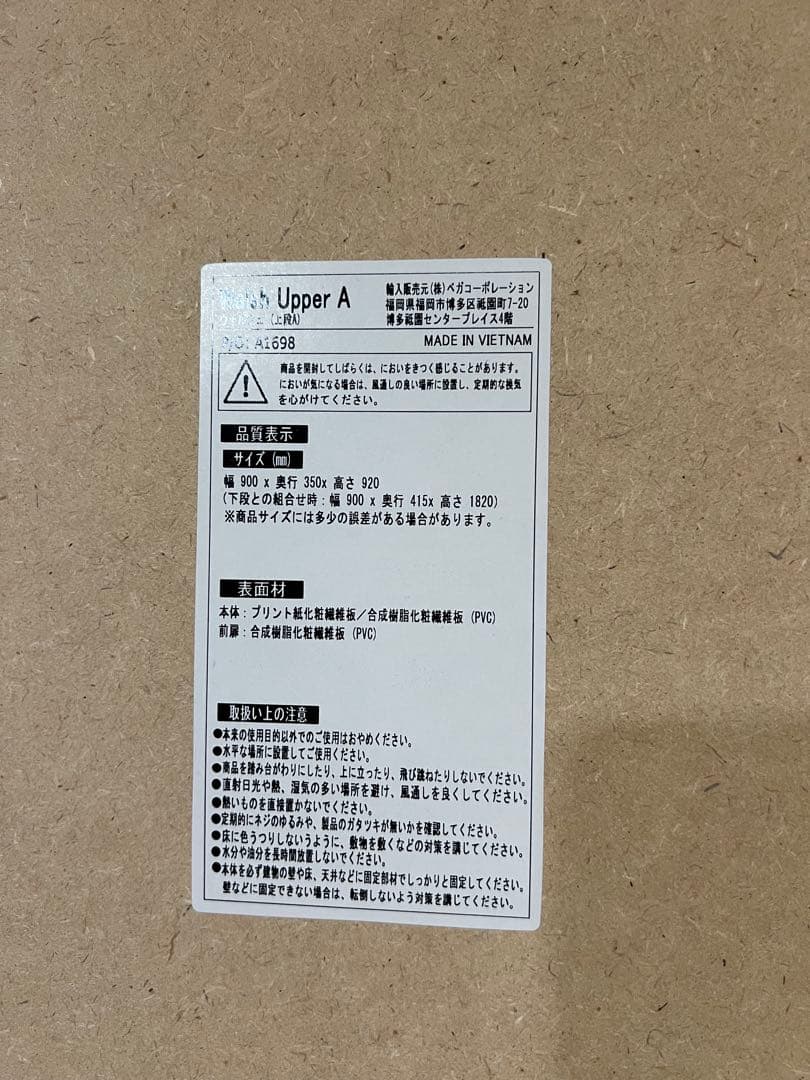 Upper A
輸入販売元(株)ベガコーポレーション
福岡県福岡市博多区祗園町7-20
博多祗園センタープレイス4階
(上段A)
P/O: A1698
MADE IN VIETNAM
商品を開封してしばらくは、においをきつく感じることがあります。
においが気になる場合は、風通しの良い場所に設置し、定期的な換気
を心がけてください。
品質表示
サイズ(㎜)
幅 900 x 奥行 350x 高さ 920
(下段との組合せ時:幅 900 x 奥行 415x 高さ 1820)
※商品サイズには多少の誤差がある場合があります。
表面材
本体:プリント紙化粧繊維板/合成樹脂化粧繊維板(PVC)
前扉:合成樹脂化粧繊維板(PVC)
取扱い上の注意
●本来の使用目的以外でのご使用はおやめください。
●水平な場所に設置してご使用ください。
●商品を踏み台がわりにしたり、上に立ったり、飛び跳ねたりしないでください。
●直射日光や熱、湿気の多い場所を避け、風通しを良くしてください。
●熱いものを直接置かないでください。
●定期的にネジのゆるみや、製品のガタツキが無いかを確認してください。
●床に色うつりしないうように、敷物を敷くなどの対策を講じてください。
●水分や油分を長時間放置しないでください。
●本体を必ず建物の壁や床、天井などに固定部材でしっかりと固定してください。
壁などに固定できない場合は、転倒しないよう対策を講じてください。